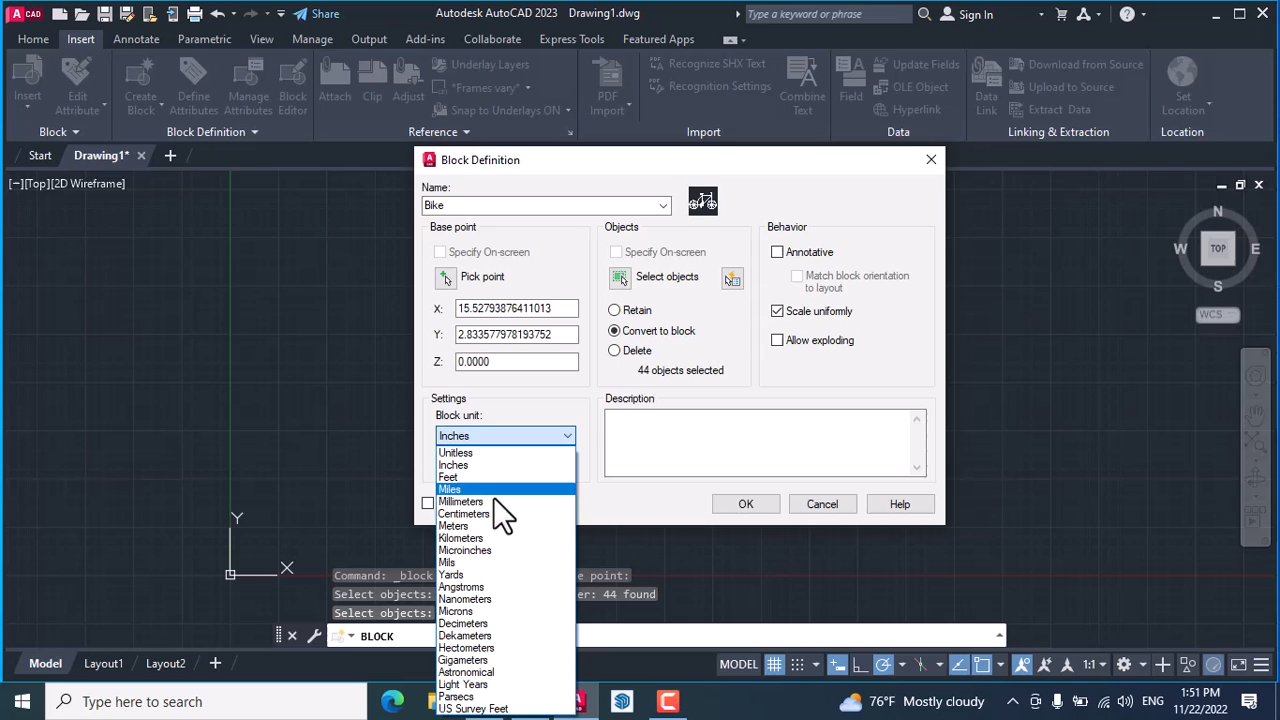 CAD
Share
Autodesk AutoCAD 2023 Drawing1.dwg
Type a keyword or phrase
Sign In
Home Insert Annotate Parametric View Manage Output Add-ins Collaborate Express Tools Featured Apps
Insert
Edit
Attribute
Create
Block
Define
Attributes
Manage
Attributes
Block
Editor
Attach
Clip
Adjust
Underlay Layers
*Frames vary*
Snap to Underlays ON
PDF
Import
Recognize SHX Text
Recognition Settings
Combine
Text
Field
Update Fields
OLE Object
Hyperlink
Data
Link
Download from Source
Upload to Source
Extract Data
Set
Location
Block Block Definition Reference Import Data Linking & Extraction Location
Start Drawing1*
[−][Top][2D Wireframe]
Block Definition
Name:
Bike
Base point
Specify On-screen
Pick point
X: 15.52793876411013
Y: 2.833577978193752
Z: 0.0000
Objects
Specify On-screen
Select objects
Retain
Convert to block
Delete
44 objects selected
Behavior
Annotative
Match block orientation
to layout
Scale uniformly
Allow exploding
Settings
Block unit:
Inches
Unitless
Inches
Feet
Miles
Millimeters
Centimeters
Meters
Kilometers
Microinches
Mils
Yards
Angstroms
Nanometers
Microns
Decimeters
Dekameters
Hectometers
Gigameters
Astronomical
Light Years
Parsecs
US Survey Feet
Description
OK Cancel Help
N
W TOP E
S
WCS
Y
X
Command: _block
e point:
Select objects:
er: 44 found
Select objects:
BLOCK
Model Layout1 Layout2
MODEL
1:1
Type here to search
76°F Mostly cloudy
1:51 PM
11/22/2022